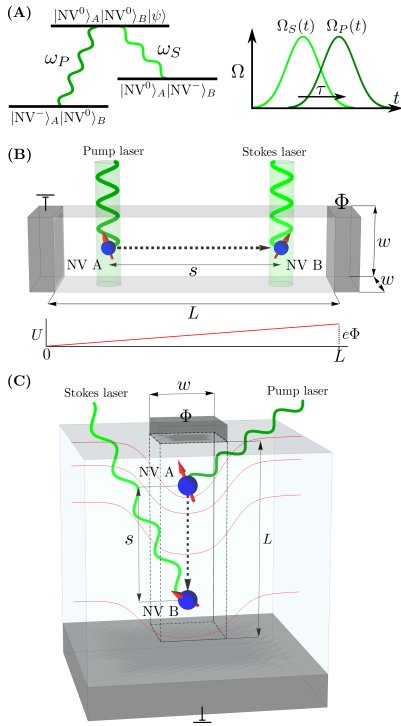 (A)
|NV⁰⟩_A|NV⁰⟩_B|ψ⟩
ω_P
ω_S
|NV⁰⟩_A|NV⁻⟩_B
|NV⁻⟩_A|NV⁰⟩_B
Ω_S(t) Ω_P(t)
Ω
τ
t
(B)
Pump laser
Stokes laser
Φ
w
NV A
NV B
s
w
L
U
eΦ
0
L
(C)
Stokes laser
w
Pump laser
Φ
NV A
s
L
NV B